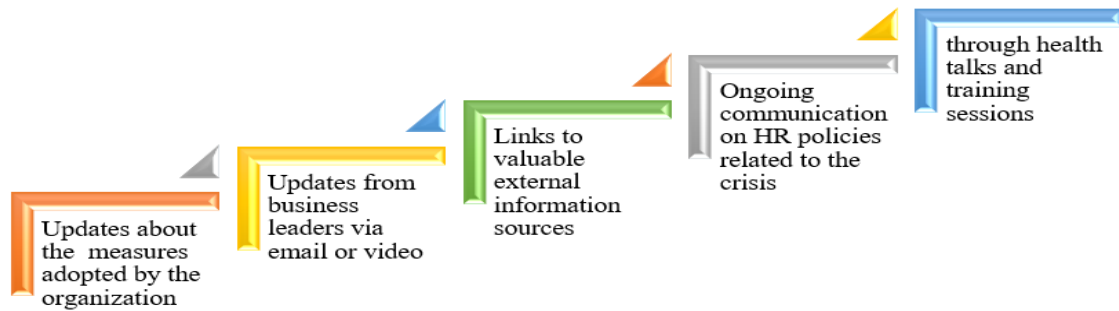 Updates about
the measures
adopted by the
organization
Updates from
business
leaders via
email or video
Links to
valuable
external
information
sources
Ongoing
communication
on HR policies
related to the
crisis
through health
talks and
training
sessions